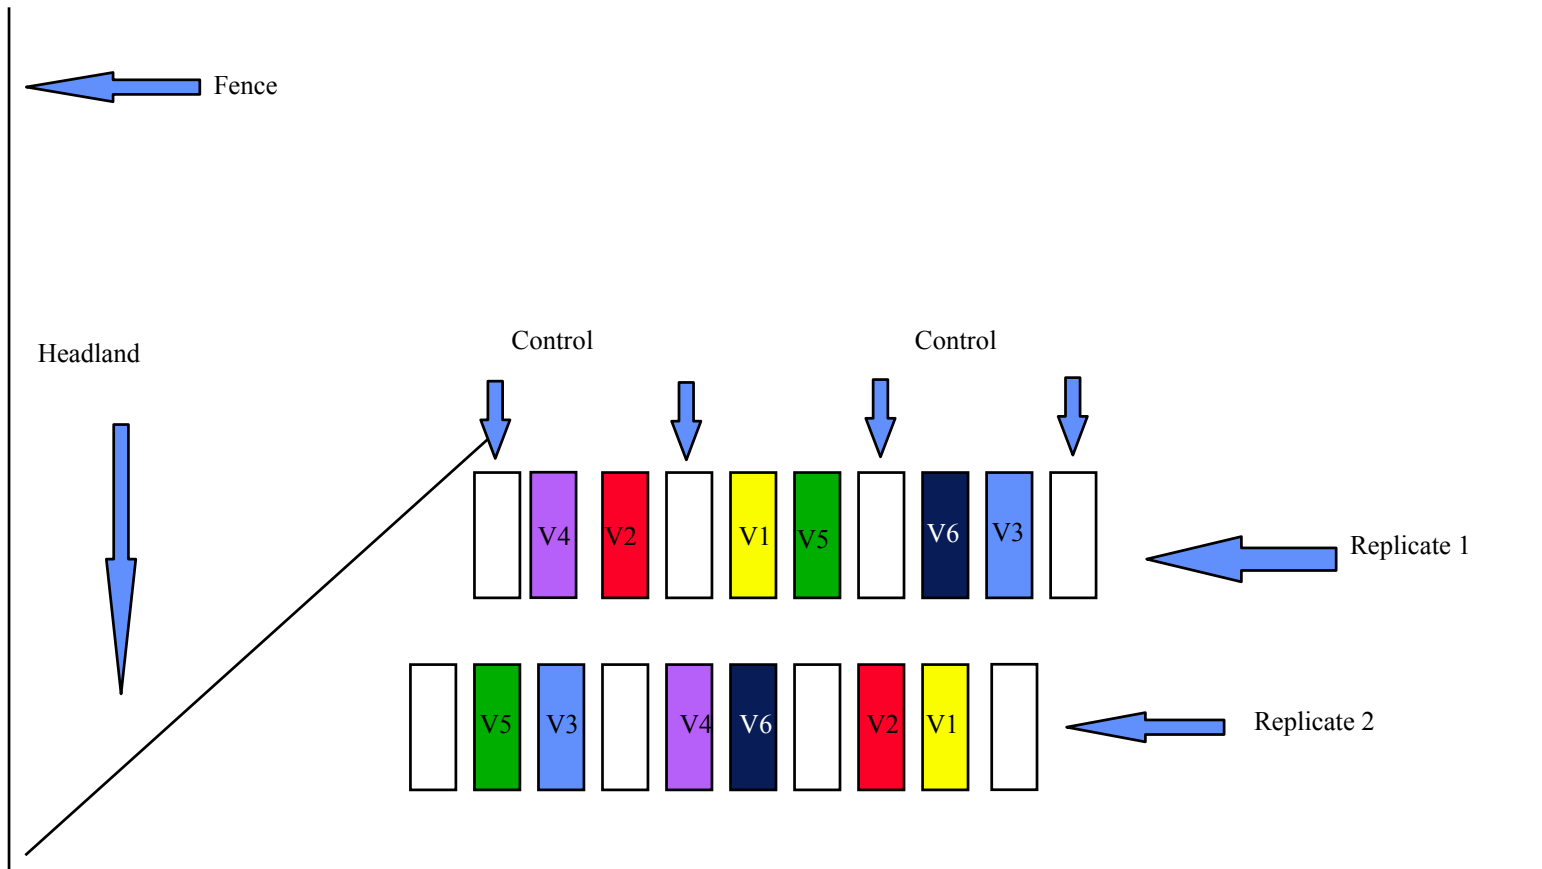 Fence
Control
Control
Headland
V4
V2
V1
V5
V6
V3
Replicate 1
V5
V3
V4
V6
V2
V1
Replicate 2